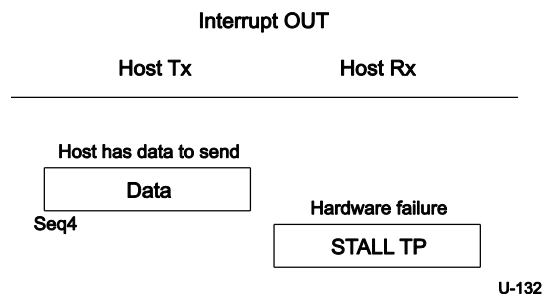 Interrupt OUT
Host Tx Host Rx
Host has data to send
Data
Seq4
Hardware failure
STALL TP
U-132